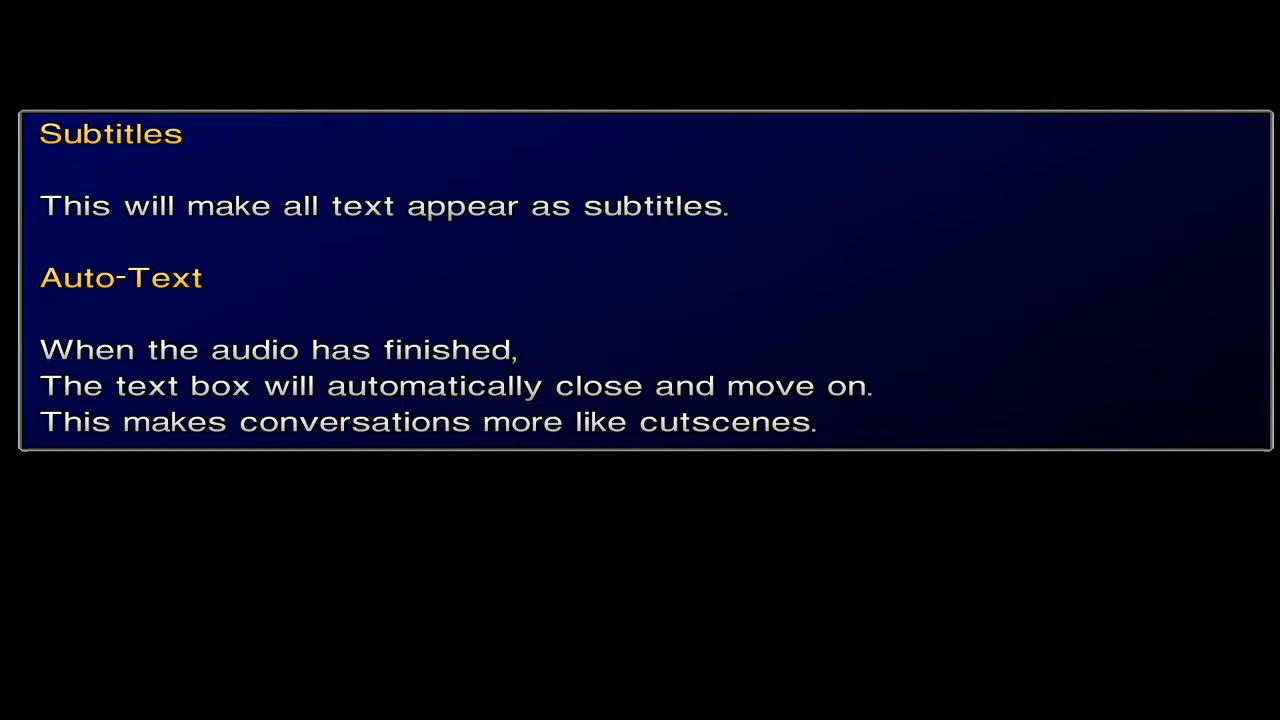 Subtitles
This will make all text appear as subtitles.
Auto-Text
When the audio has finished,
The text box will automatically close and move on.
This makes conversations more like cutscenes.